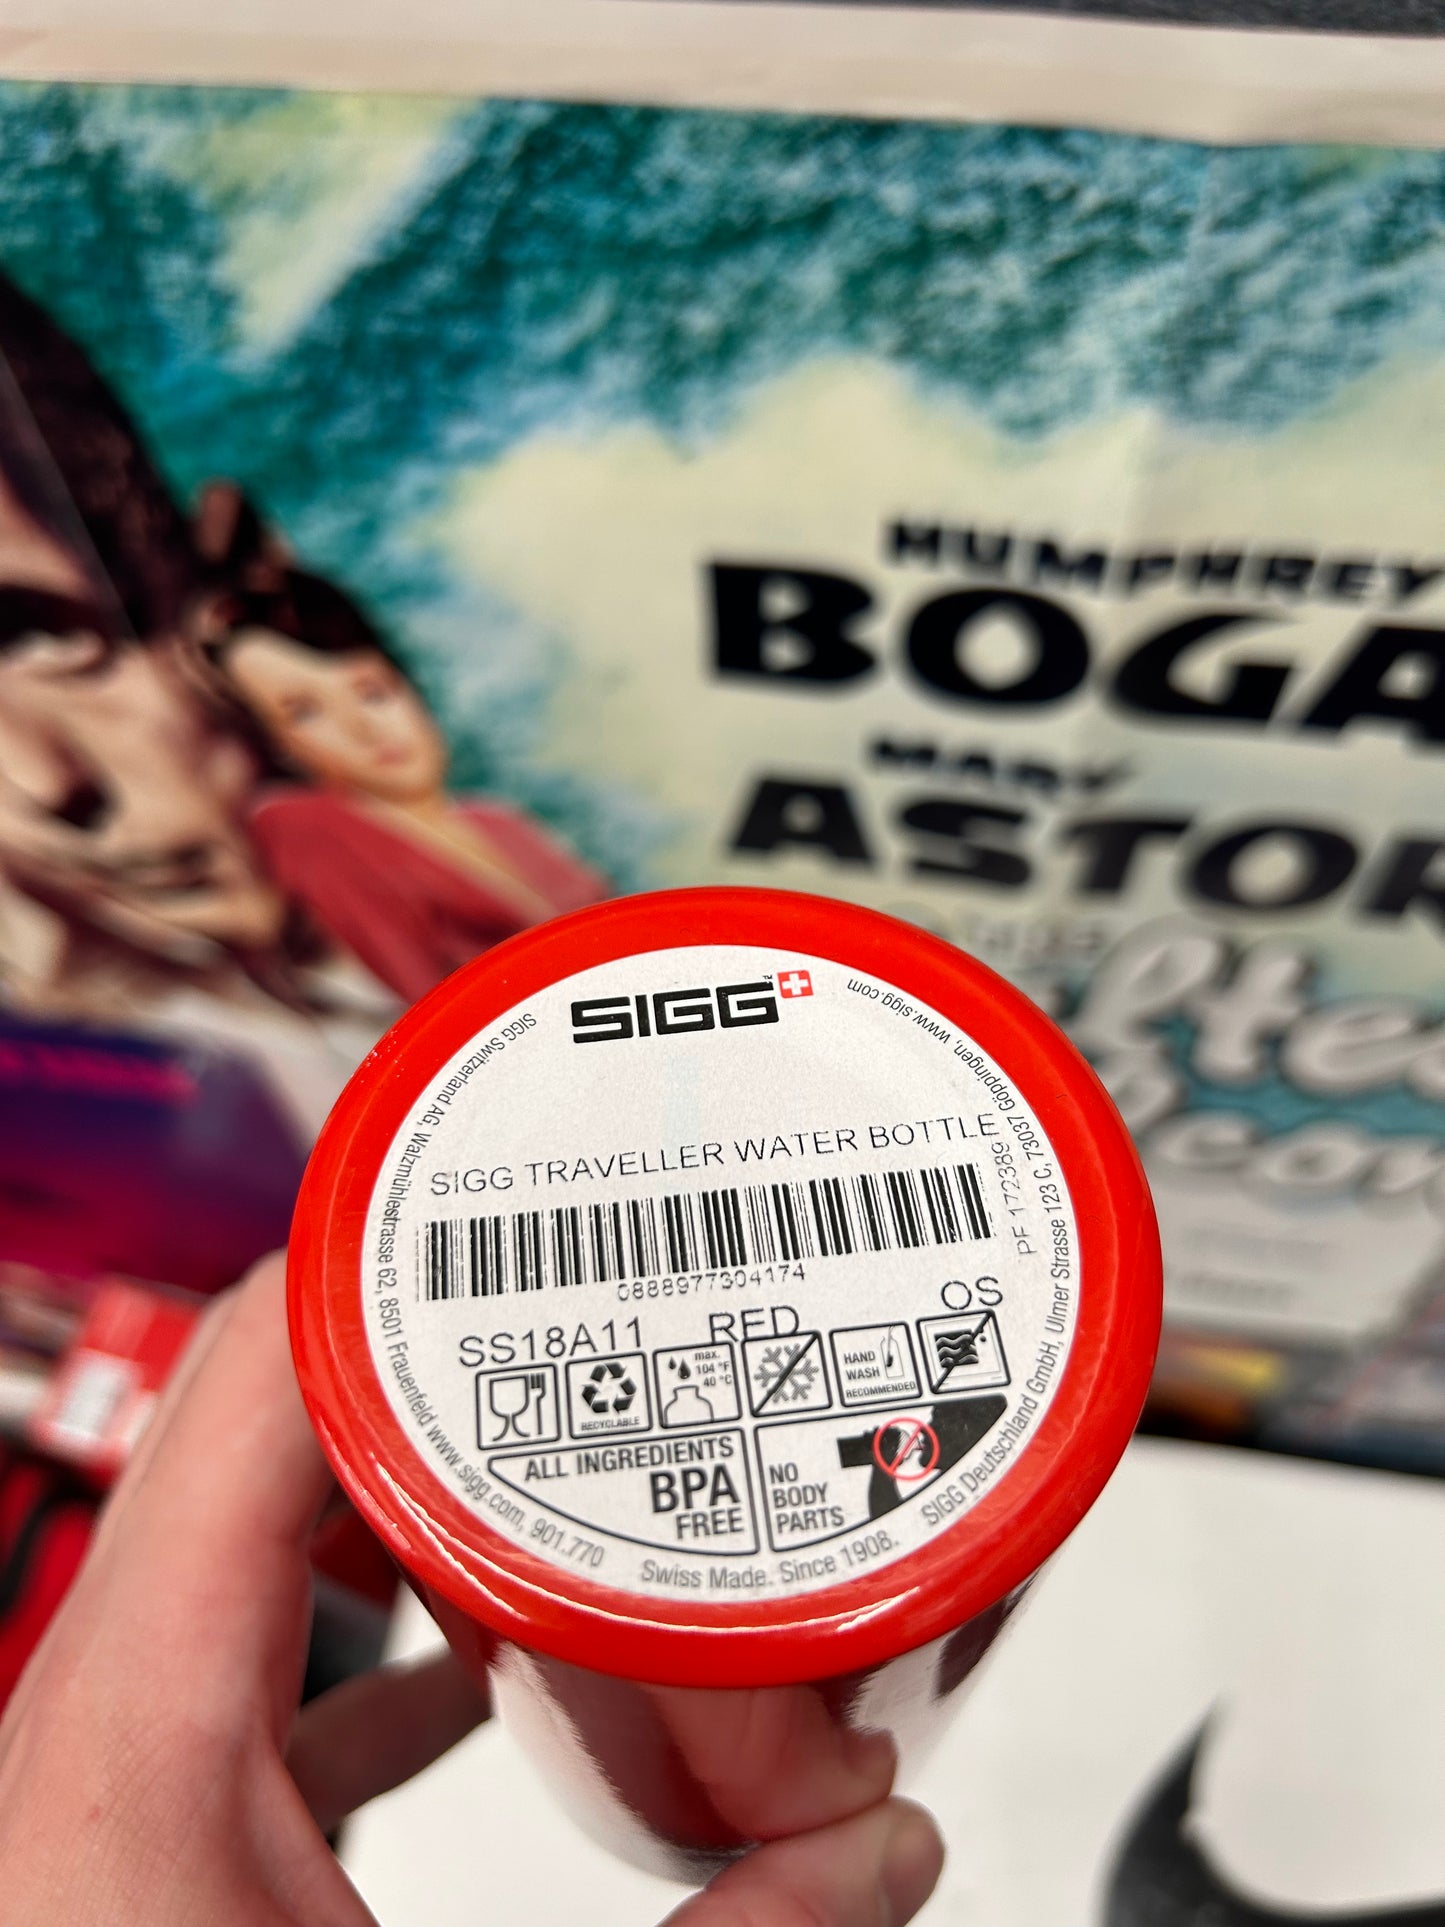 HUMPHREY
BOGA
MARY
ASTOR
SIGG
TM
SIGG Switzerland AG, Walzmühlestrasse 62, 8501 Frauenfeld www.sigg.com, 901.770
SIGG Deutschland GmbH, Ulmer Strasse 123 C, 73037 Göppingen, www.sigg.com
SIGG TRAVELLER WATER BOTTLE
PF 172389
0888977304174
SS18A11 RED OS
RECYCLABLE
max.
104 °F
40 °C
HAND
WASH
RECOMMENDED
ALL INGREDIENTS
BPA
FREE
NO
BODY
PARTS
Swiss Made. Since 1908.